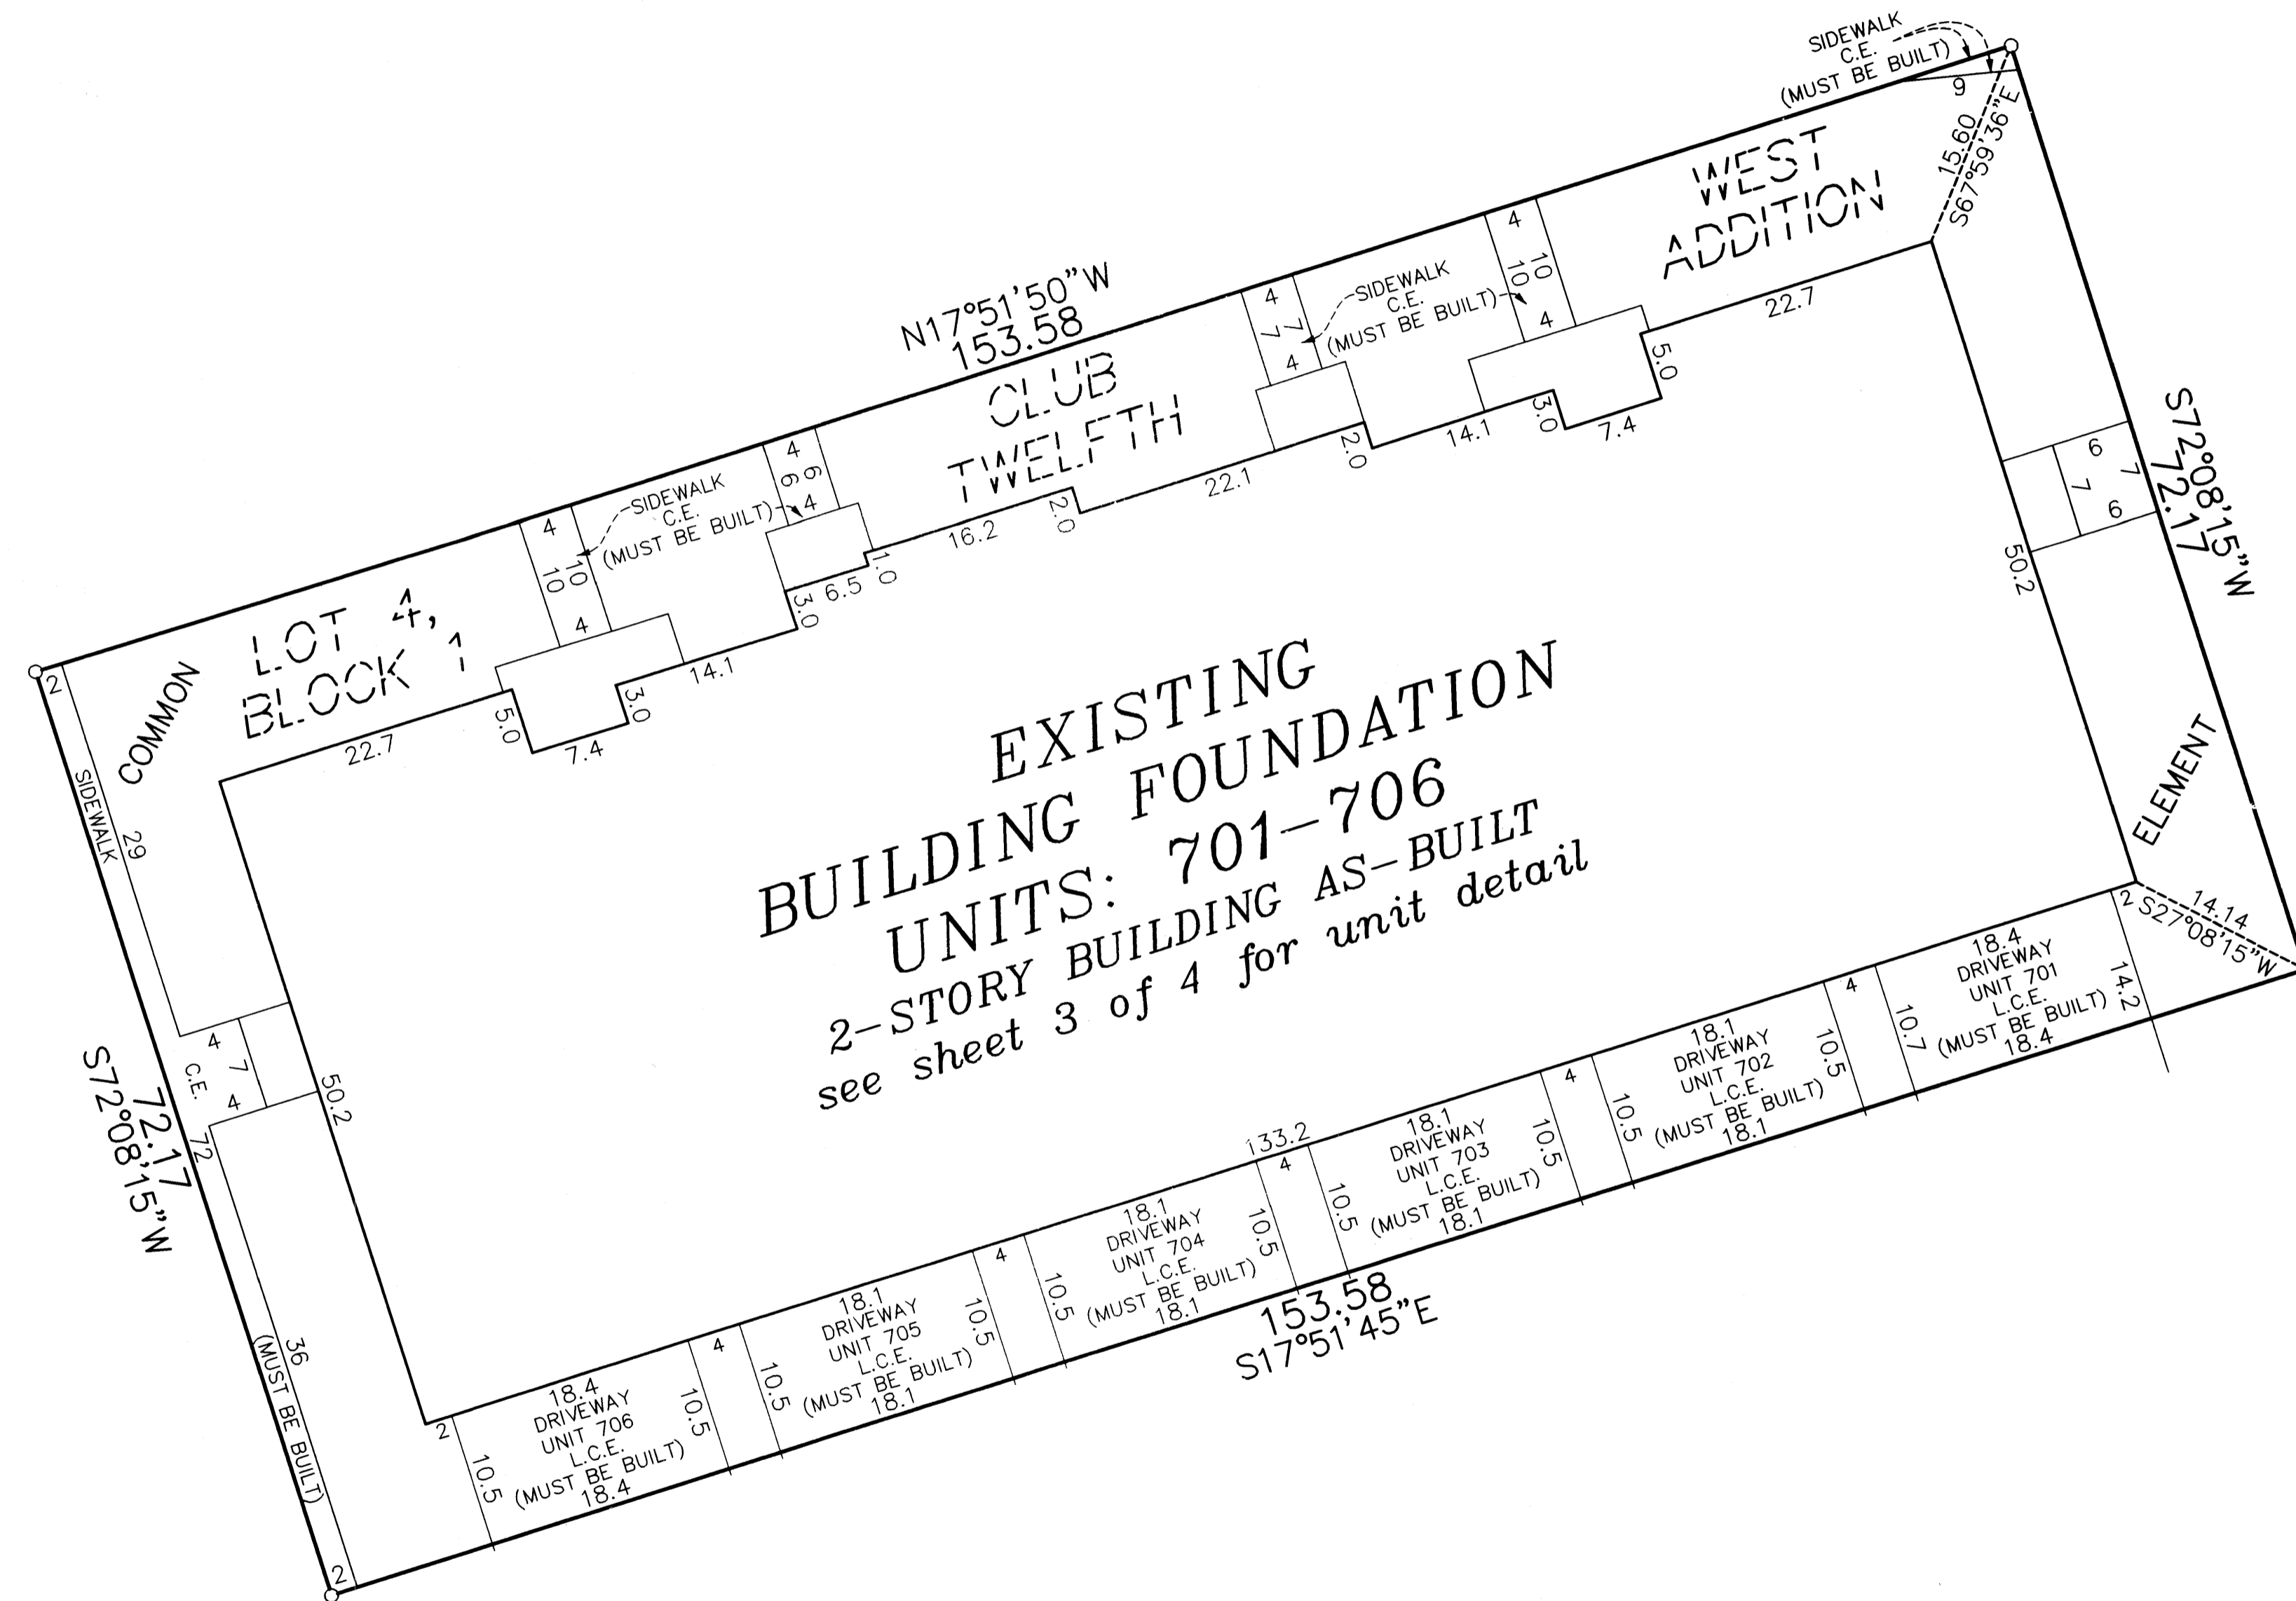 SIDEWALK
C.E.
(MUST BE BUILT)
9
15.60
S67°59'36"E
WEST
ADDITION
N17°51'50"W
153.58
CLUB
TWELFTH
4
7
7
4
SIDEWALK
C.E.
(MUST BE BUILT)
4
10
10
4
22.7
5.0
7.4
3.0
14.1
2.0
22.1
2.0
16.2
1.0
6.5
3.0
14.1
3.0
7.4
5.0
22.7
4
6
6
4
SIDEWALK
C.E.
(MUST BE BUILT)
4
10
10
4
LOT 4,
BLOCK 1
COMMON
2
SIDEWALK
29
4
7
4
C.E.
72
50.2
72.17
S72°08'15"W
36
(MUST BE BUILT)
2
S72°08'15"W
72.17
6
7
7
6
50.2
ELEMENT
14.14
S27°08'15"W
EXISTING
BUILDING FOUNDATION
UNITS: 701-706
2-STORY BUILDING AS-BUILT
see sheet 3 of 4 for unit detail
133.2
2
18.4
DRIVEWAY
UNIT 701
L.C.E.
(MUST BE BUILT)
18.4
14.2
10.7
4
18.1
DRIVEWAY
UNIT 702
L.C.E.
(MUST BE BUILT)
18.1
10.5
10.5
4
18.1
DRIVEWAY
UNIT 703
L.C.E.
(MUST BE BUILT)
18.1
10.5
10.5
4
18.1
DRIVEWAY
UNIT 704
L.C.E.
(MUST BE BUILT)
18.1
10.5
10.5
4
18.1
DRIVEWAY
UNIT 705
L.C.E.
(MUST BE BUILT)
18.1
10.5
10.5
4
18.4
DRIVEWAY
UNIT 706
L.C.E.
(MUST BE BUILT)
18.4
10.5
10.5
2
153.58
S17°51'45"E